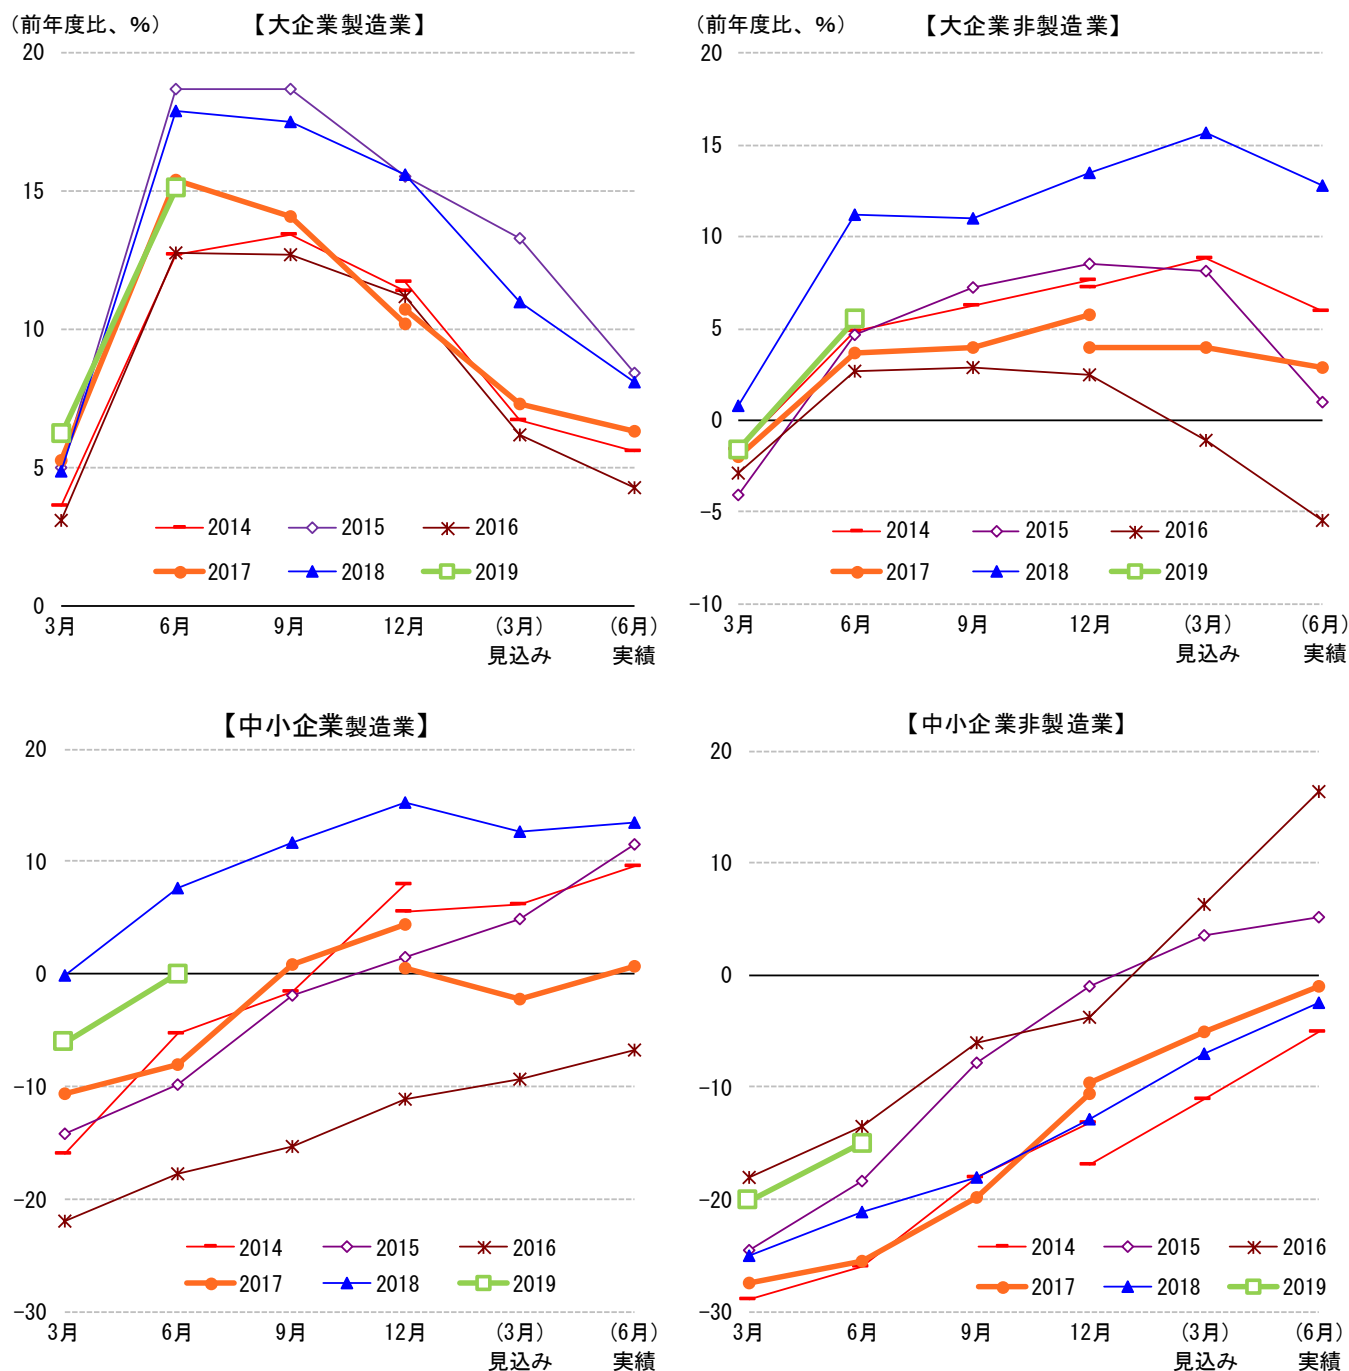 (前年度比、%)
【大企業製造業】
20
15
10
5
0
2014
2015
2016
2017
2018
2019
3月
6月
9月
12月
(3月)
見込み
(6月)
実績
(前年度比、%)
【大企業非製造業】
20
15
10
5
0
-5
-10
2014
2015
2016
2017
2018
2019
3月
6月
9月
12月
(3月)
見込み
(6月)
実績
【中小企業製造業】
20
10
0
-10
-20
-30
2014
2015
2016
2017
2018
2019
3月
6月
9月
12月
(3月)
見込み
(6月)
実績
【中小企業非製造業】
20
10
0
-10
-20
-30
2014
2015
2016
2017
2018
2019
3月
6月
9月
12月
(3月)
見込み
(6月)
実績